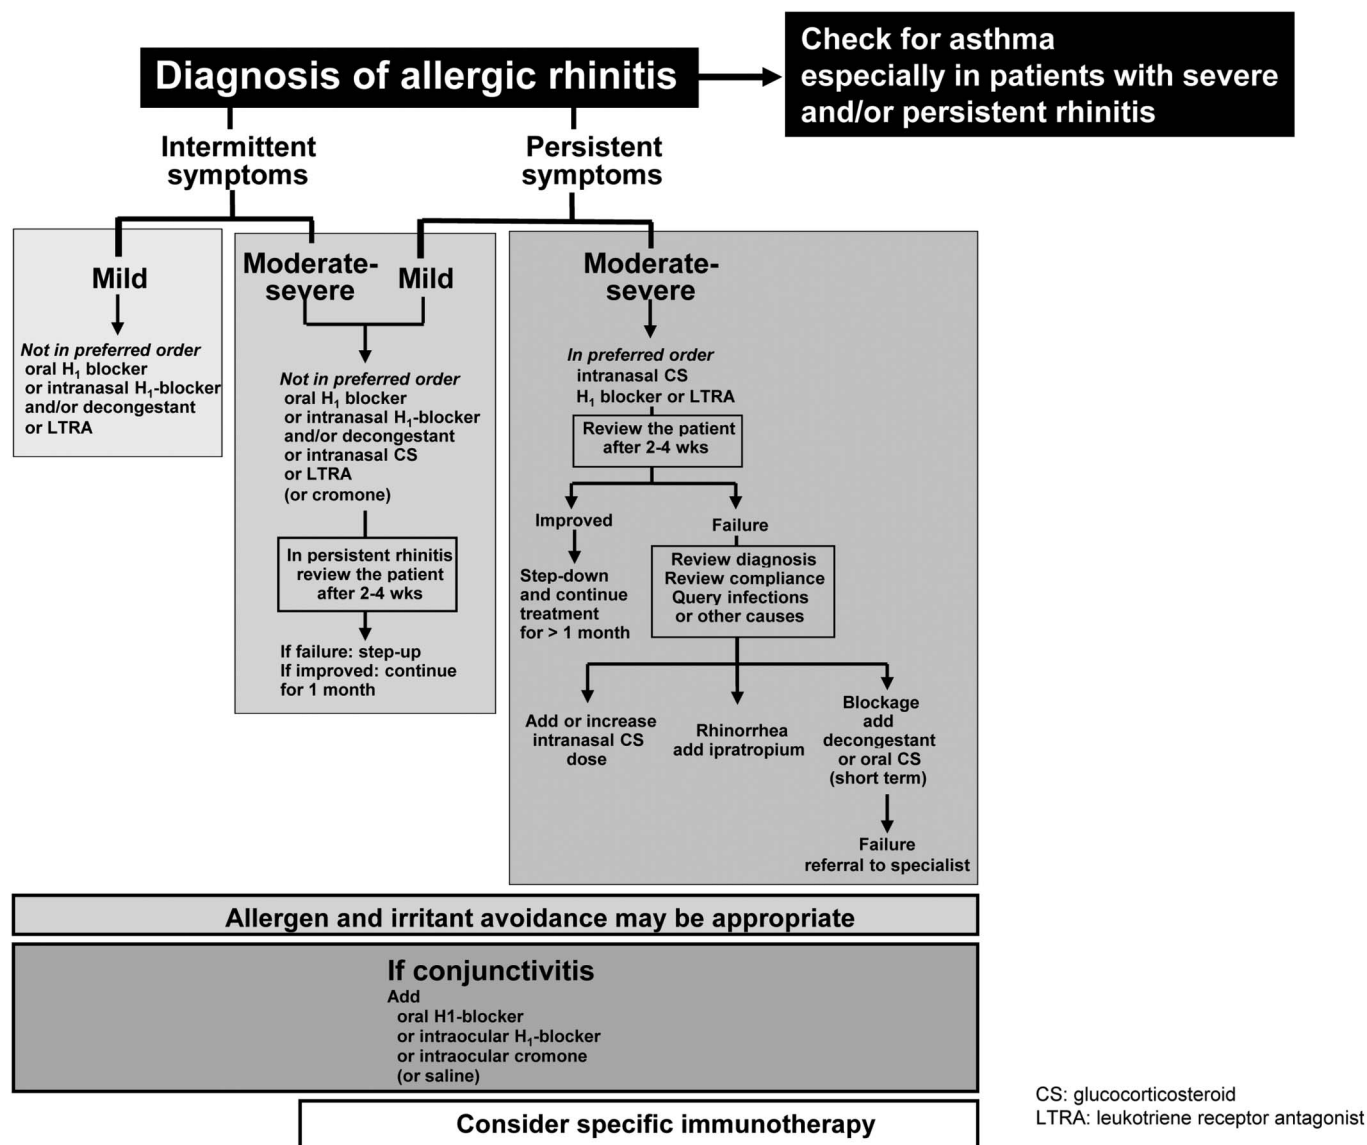 Diagnosis of allergic rhinitis
Check for asthma
especially in patients with severe
and/or persistent rhinitis
Intermittent
symptoms
Persistent
symptoms
Mild
Not in preferred order
oral H₁ blocker
or intranasal H₁-blocker
and/or decongestant
or LTRA
Moderate-
severe
Mild
Not in preferred order
oral H₁ blocker
or intranasal H₁-blocker
and/or decongestant
or intranasal CS
or LTRA
(or cromone)
In persistent rhinitis
review the patient
after 2-4 wks
If failure: step-up
If improved: continue
for 1 month
Moderate-
severe
In preferred order
intranasal CS
H₁ blocker or LTRA
Review the patient
after 2-4 wks
Improved
Step-down
and continue
treatment
for > 1 month
Failure
Review diagnosis
Review compliance
Query infections
or other causes
Add or increase
intranasal CS
dose
Rhinorrhea
add ipratropium
Blockage
add
decongestant
or oral CS
(short term)
Failure
referral to specialist
Allergen and irritant avoidance may be appropriate
If conjunctivitis
Add
oral H1-blocker
or intraocular H₁-blocker
or intraocular cromone
(or saline)
Consider specific immunotherapy
CS: glucocorticosteroid
LTRA: leukotriene receptor antagonist